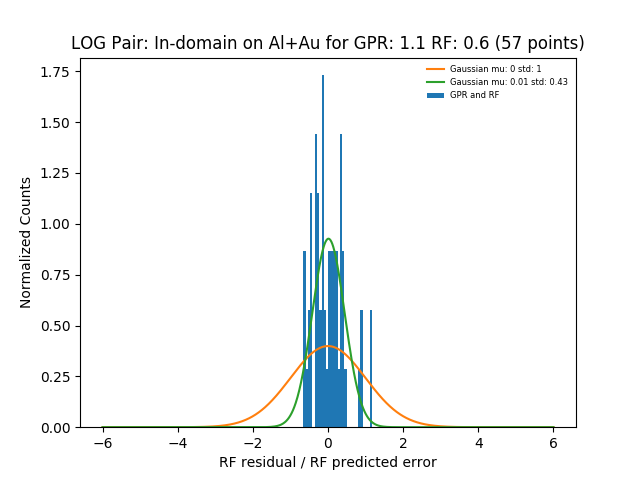 LOG Pair: In-domain on Al+Au for GPR: 1.1 RF: 0.6 (57 points)
Gaussian mu: 0 std: 1
Gaussian mu: 0.01 std: 0.43
GPR and RF
Normalized Counts
1.75
1.50
1.25
1.00
0.75
0.50
0.25
0.00
−6 −4 −2 0 2 4 6
RF residual / RF predicted error